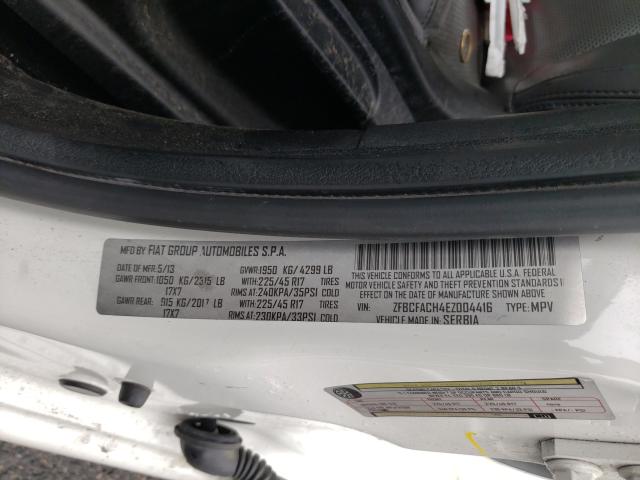 MFD BY FIAT GROUP AUTOMOBILES S.P.A.
DATE OF MFR.5/13 GVWR:1950 KG/ 4299 LB
GAWR FRONT:1050 KG/2315 LB WITH:225/45 R17
17X7 RIMS AT: 240KPA/35PSI COLD
GAWR REAR: 915 KG/2017 LB WITH:225/45 R17
17X7 RIMS AT:230KPA/33PSI COLD
THIS VEHICLE CONFORMS TO ALL APPLICABLE U.S.A. FEDERAL
MOTOR VEHICLE SAFETY AND THEFT PREVENTION STANDARDS
IN EFFECT ON THE DATE OF MANUFACTURE SHOWN ABOVE.
VIN: ZFBCFACH4EZ004416 TYPE: MPV
VEHICLE MADE IN SERBIA